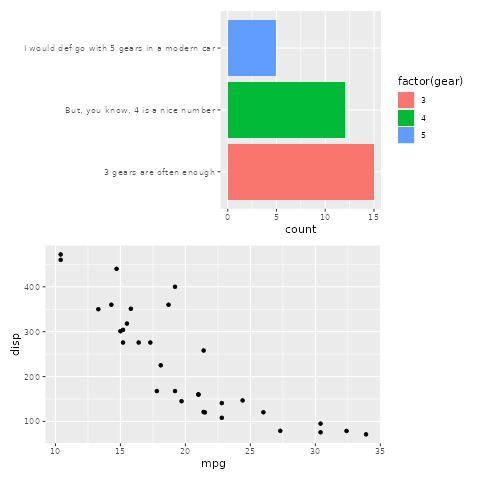 I would def go with 5 gears in a modern car
But, you know, 4 is a nice number
3 gears are often enough
0 5 10 15
count
factor(gear)
3
4
5
400
300
200
100
disp
10 15 20 25 30 35
mpg